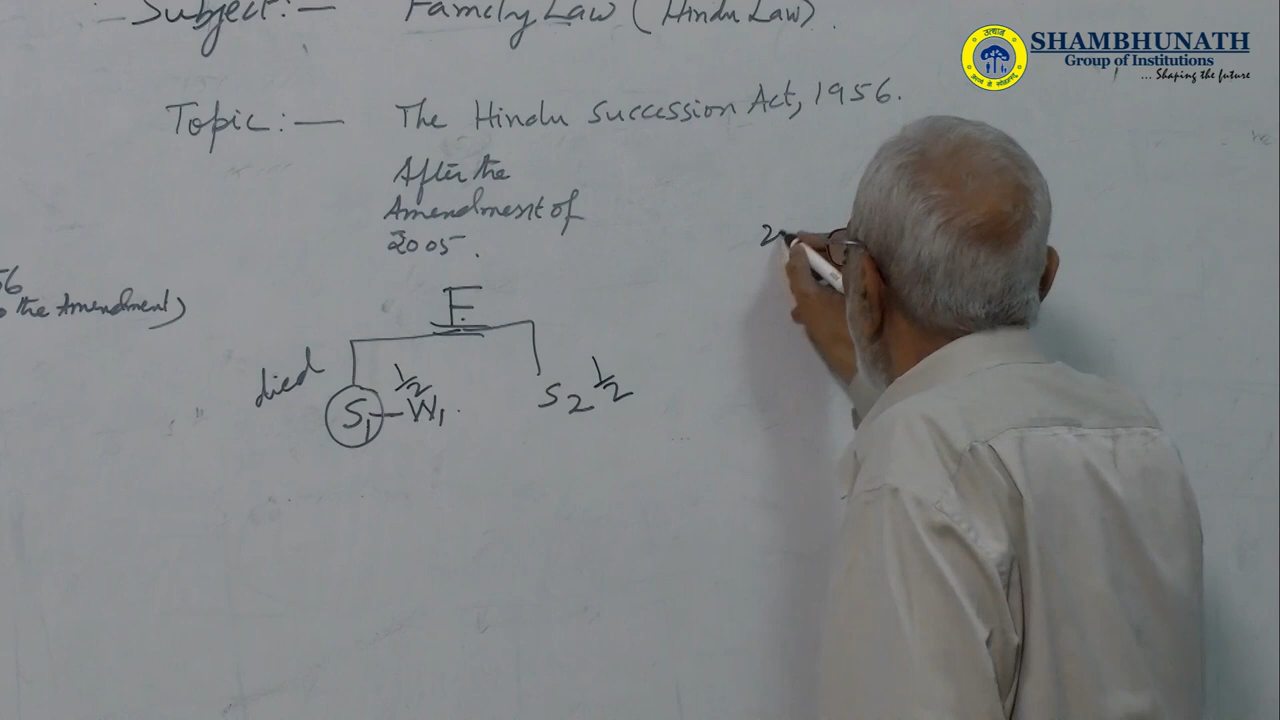 Subject:— Family Law (Hindu Law).
Topic:— The Hindu Succession Act, 1956.
After the
Amendment of
2005.
56
the Amendment)
F.
died
1/2
S1 — W1.
S2 1/2
2
उत्थान
SHAMBHUNATH
Group of Institutions
... Shaping the future